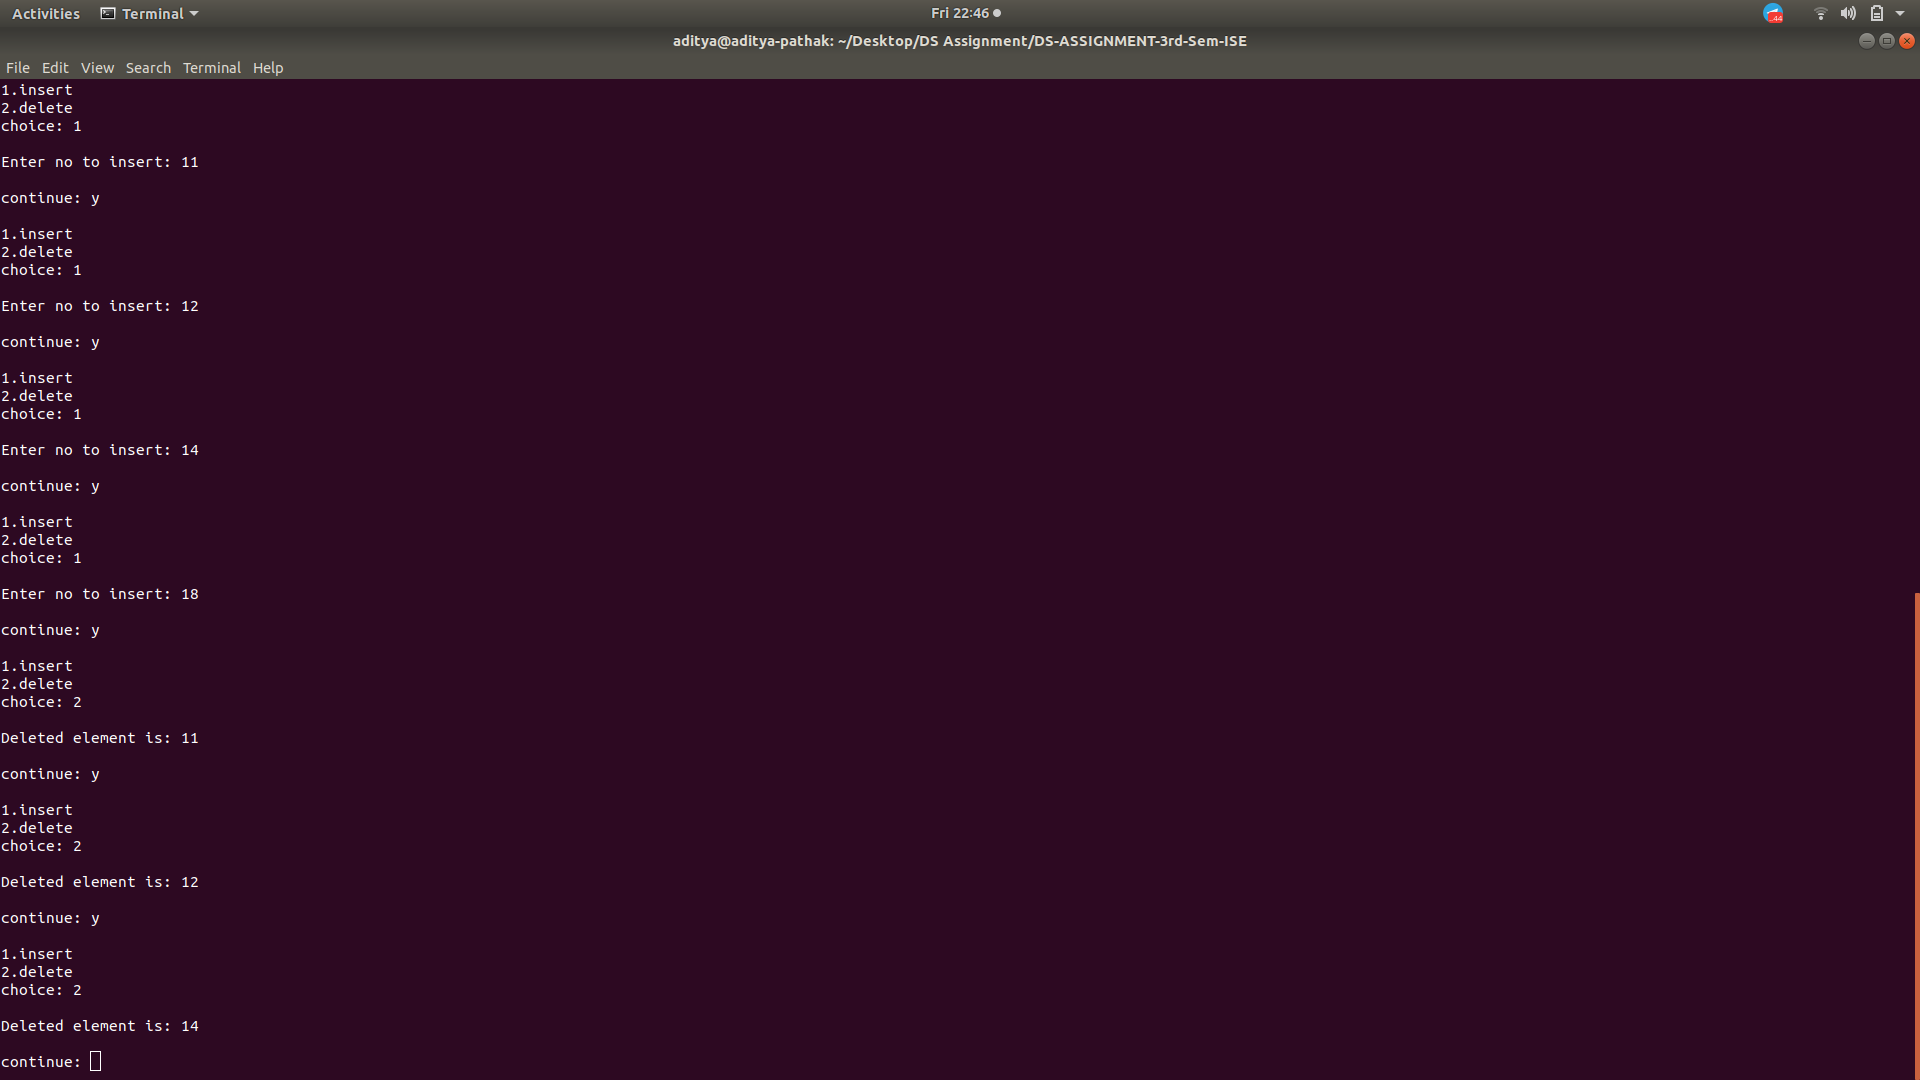 Activities Terminal Fri 22:46 44
aditya@aditya-pathak: ~/Desktop/DS Assignment/DS-ASSIGNMENT-3rd-Sem-ISE
File Edit View Search Terminal Help
1.insert
2.delete
choice: 1
Enter no to insert: 11
continue: y
1.insert
2.delete
choice: 1
Enter no to insert: 12
continue: y
1.insert
2.delete
choice: 1
Enter no to insert: 14
continue: y
1.insert
2.delete
choice: 1
Enter no to insert: 18
continue: y
1.insert
2.delete
choice: 2
Deleted element is: 11
continue: y
1.insert
2.delete
choice: 2
Deleted element is: 12
continue: y
1.insert
2.delete
choice: 2
Deleted element is: 14
continue: